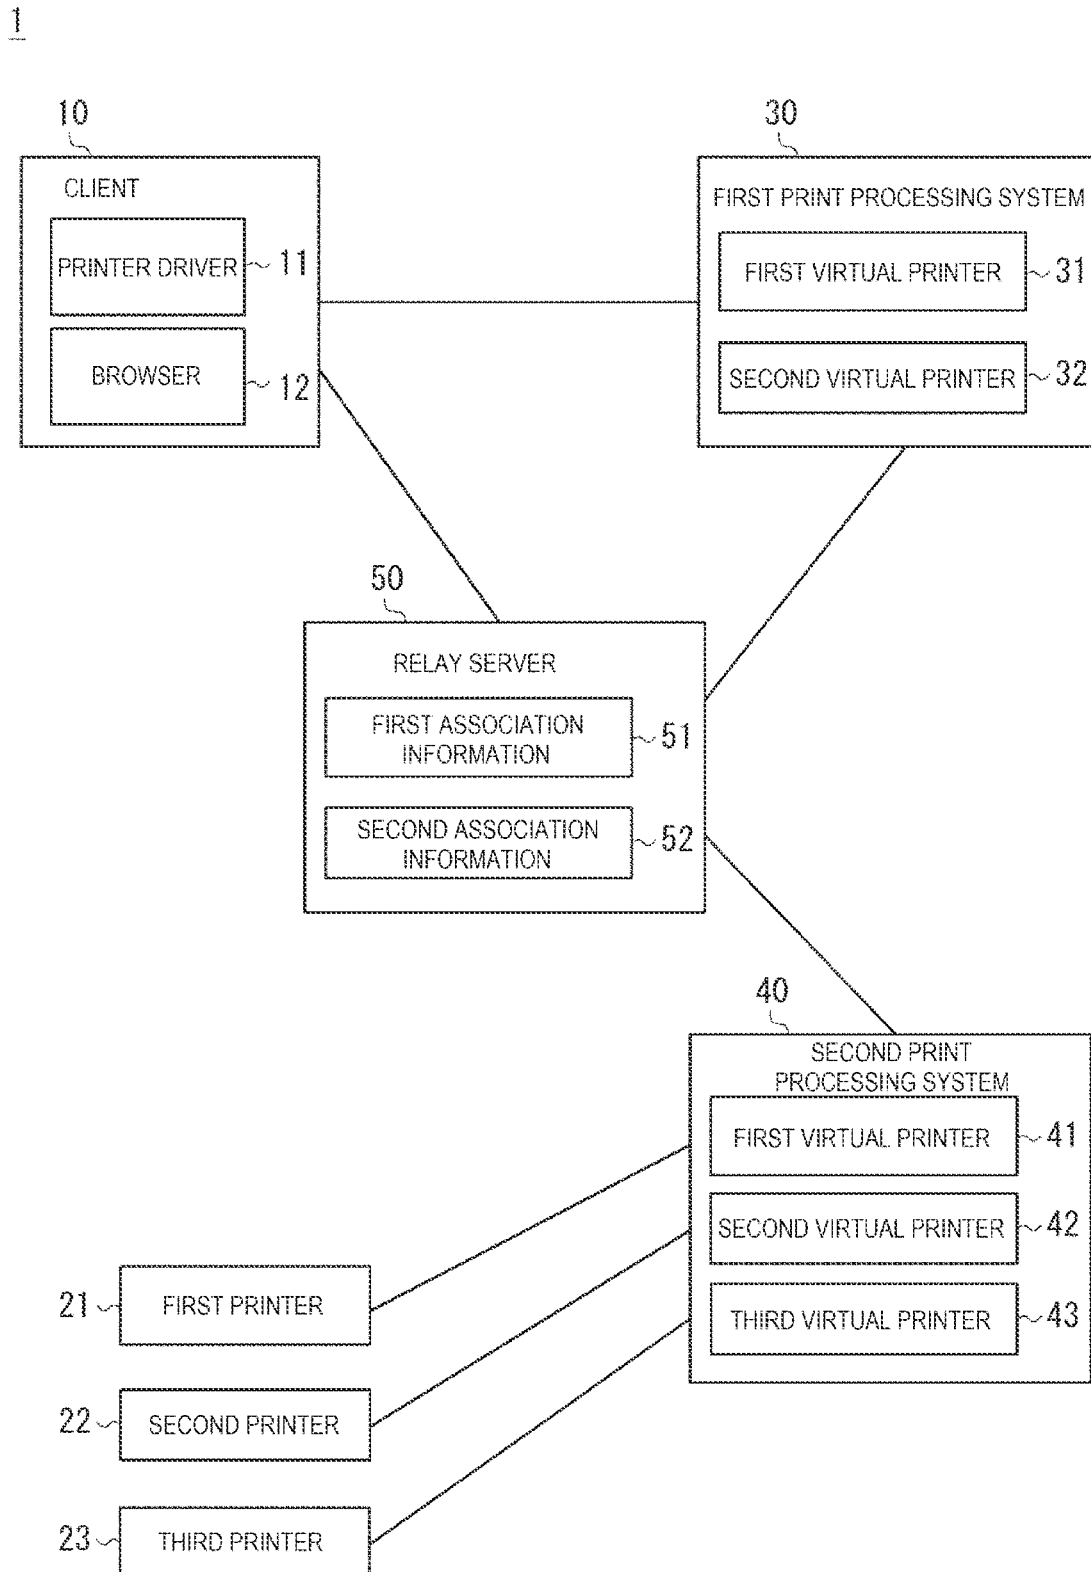 1
10
30
CLIENT
PRINTER DRIVER
11
BROWSER
12
FIRST PRINT PROCESSING SYSTEM
FIRST VIRTUAL PRINTER
31
SECOND VIRTUAL PRINTER
32
50
RELAY SERVER
FIRST ASSOCIATION
INFORMATION
51
SECOND ASSOCIATION
INFORMATION
52
40
SECOND PRINT
PROCESSING SYSTEM
FIRST VIRTUAL PRINTER
41
SECOND VIRTUAL PRINTER
42
THIRD VIRTUAL PRINTER
43
21
FIRST PRINTER
22
SECOND PRINTER
23
THIRD PRINTER